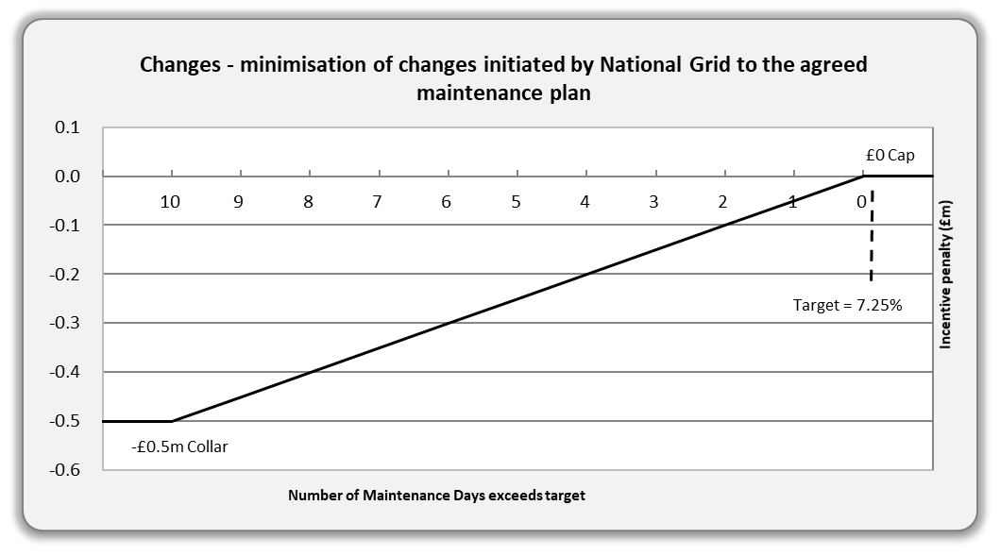 Changes - minimisation of changes initiated by National Grid to the agreed
maintenance plan
0.1
£0 Cap
0.0
10 9 8 7 6 5 4 3 2 1 0
-0.1
-0.2
Target = 7.25%
-0.3
-0.4
-0.5
-£0.5m Collar
-0.6
Incentive penalty (£m)
Number of Maintenance Days exceeds target